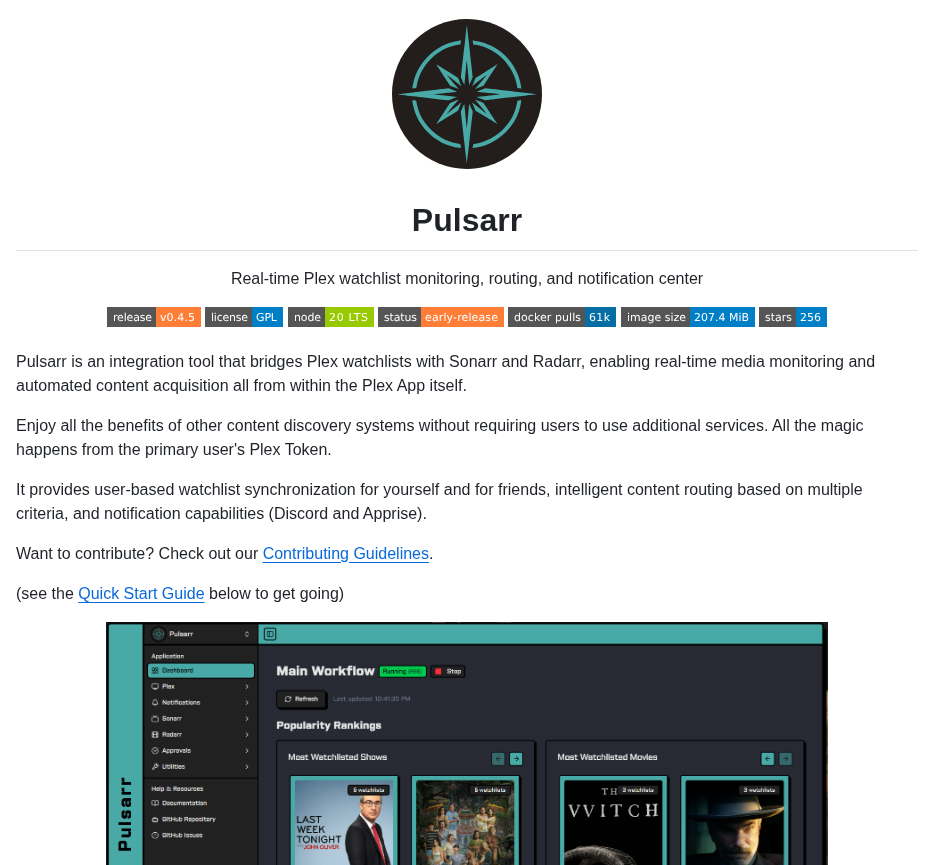 Pulsarr
Real-time Plex watchlist monitoring, routing, and notification center
release v0.4.5 license GPL node 20 LTS status early-release docker pulls 61k image size 207.4 MiB stars 256
Pulsarr is an integration tool that bridges Plex watchlists with Sonarr and Radarr, enabling real-time media monitoring and
automated content acquisition all from within the Plex App itself.
Enjoy all the benefits of other content discovery systems without requiring users to use additional services. All the magic
happens from the primary user's Plex Token.
It provides user-based watchlist synchronization for yourself and for friends, intelligent content routing based on multiple
criteria, and notification capabilities (Discord and Apprise).
Want to contribute? Check out our Contributing Guidelines.
(see the Quick Start Guide below to get going)
Pulsarr
Pulsarr
Application
Dashboard
Plex
Notifications
Sonarr
Radarr
Approvals
Utilities
Help & Resources
Documentation
GitHub Repository
GitHub Issues
Main Workflow Running Stop
Refresh Last updated: 10:41:35 PM
Popularity Rankings
Most Watchlisted Shows
5 watchlists
LAST
WEEK
TONIGHT
WITH JOHN OLIVER
5 watchlists
Most Watchlisted Movies
3 watchlists
TH
VVITCH
3 watchlists